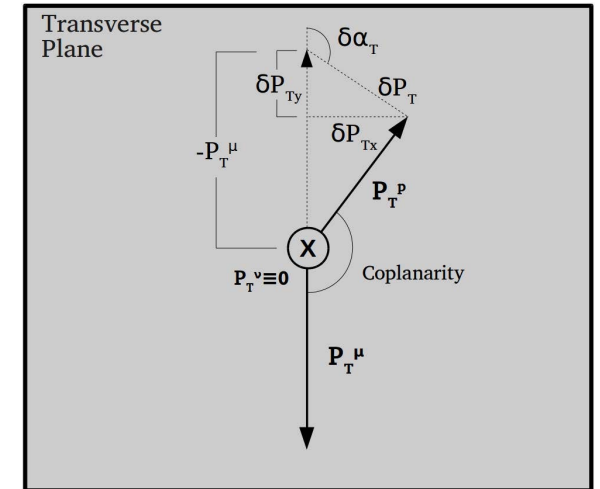 Transverse
Plane
δα_T
δP_Ty
δP_T
-P_T^μ
δP_Tx
P_T^p
X
P_T^ν≡0
Coplanarity
P_T^μ